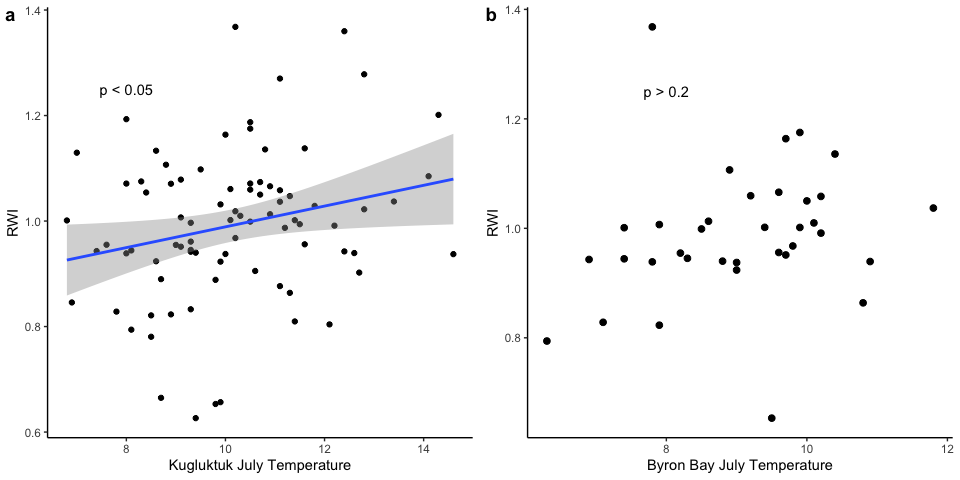 a
1.4
1.2
1.0
0.8
0.6
RWI
p < 0.05
8
10
12
14
Kugluktuk July Temperature
b
1.4
1.2
1.0
0.8
RWI
p > 0.2
8
10
12
Byron Bay July Temperature